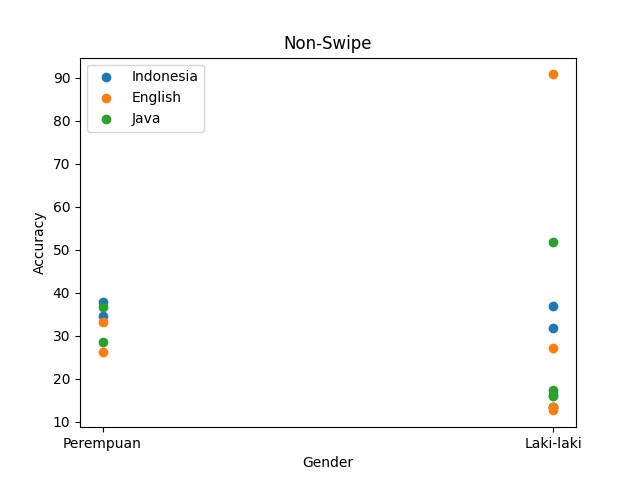 Non-Swipe
Indonesia
English
Java
90
80
70
60
50
40
30
20
10
Accuracy
Perempuan
Laki-laki
Gender